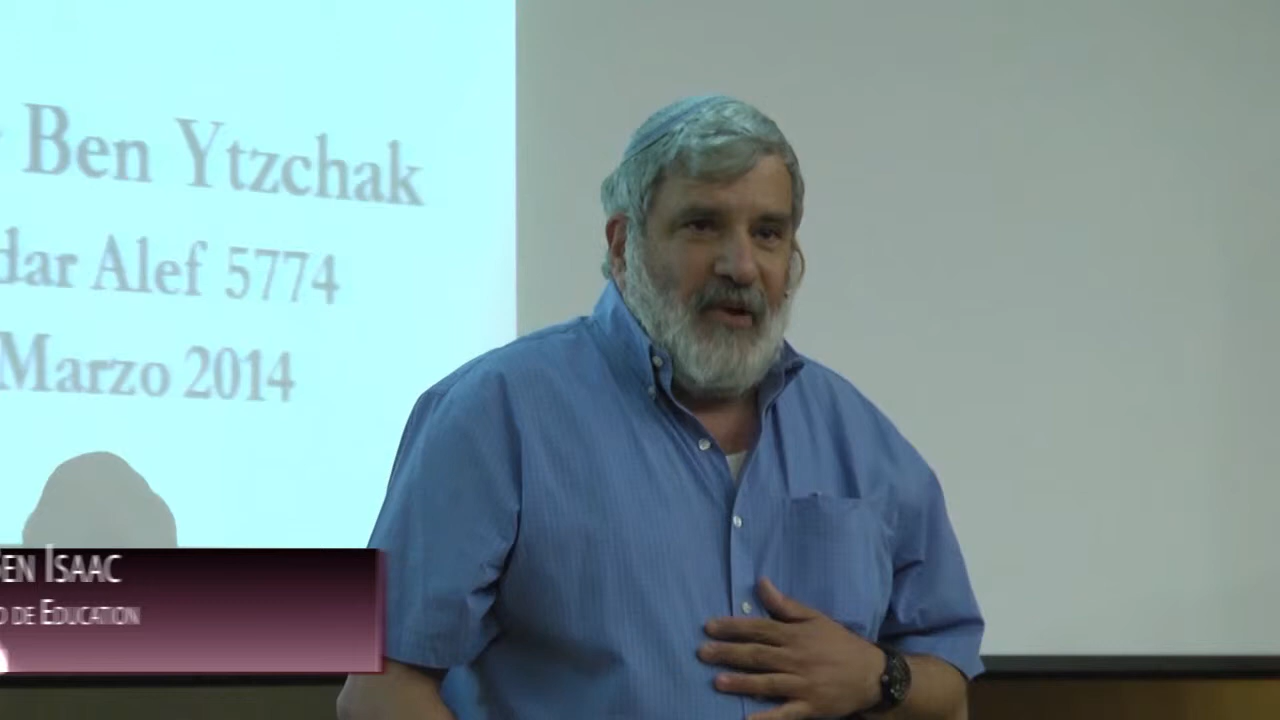 Ben Ytzchak
dar Alef 5774
Marzo 2014
EN ISAAC
O DE EDUCATION